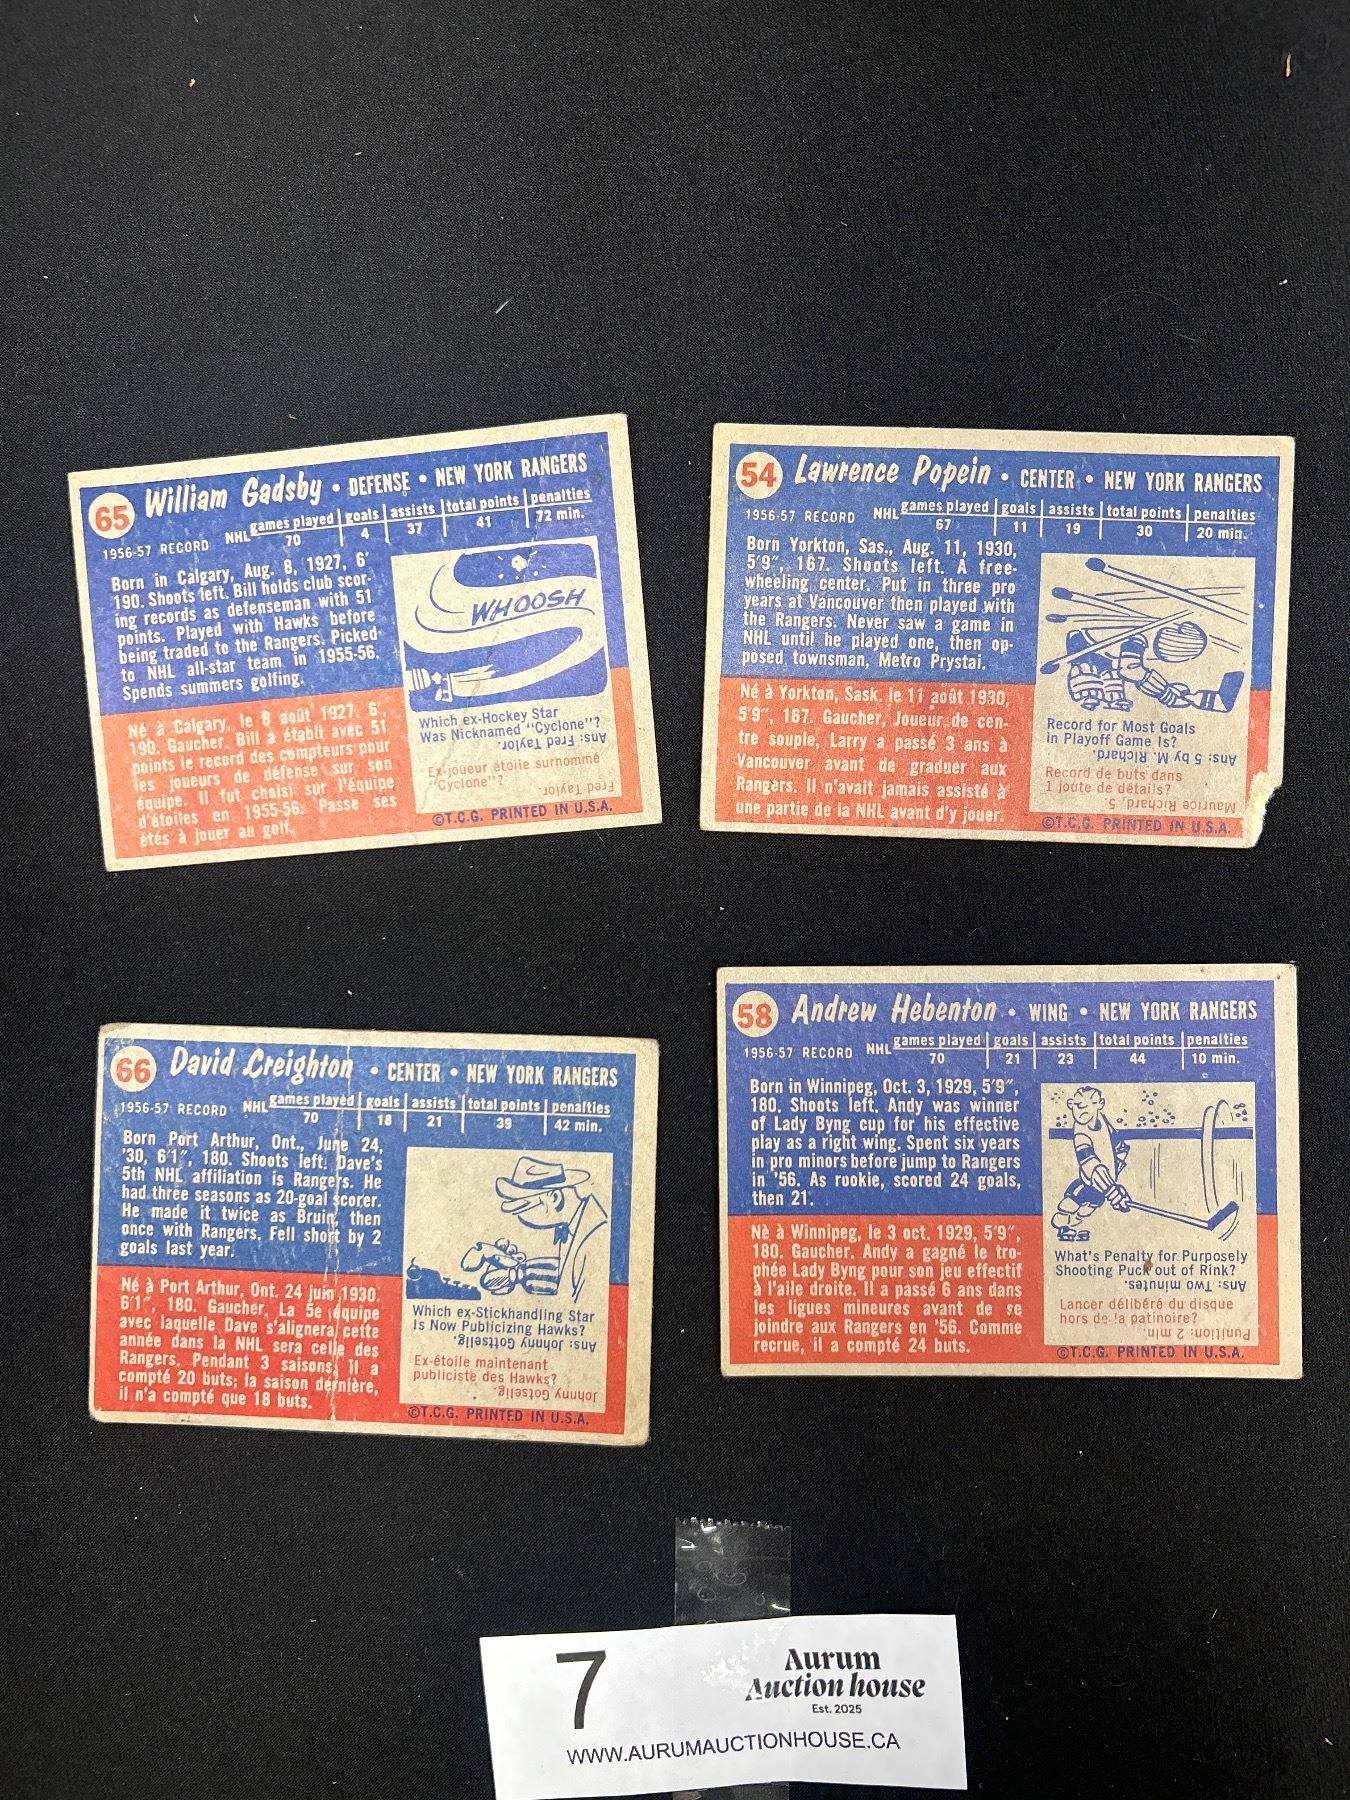 65 William Gadsby • DEFENSE • NEW YORK RANGERS
games played goals assists total points penalties
1956-57 RECORD NHL 70 4 37 41 72 min.
Born in Calgary, Aug. 8, 1927, 6'
190. Shoots left. Bill holds club scor-
ing records as defenseman with 51
points. Played with Hawks before
being traded to the Rangers. Picked
to NHL all-star team in 1955-56.
Spends summers golfing.
Né à Calgary, le 8 août 1927. 6',
190. Gaucher. Bill a établi avec 51
points le record des compteurs pour
les joueurs de défense sur son
équipe. Il fut choisi sur l'équipe
d'étoiles en 1955-56. Passe ses
étés à jouer au golf.
WHOOSH
Which ex-Hockey Star
Was Nicknamed "Cyclone"?
Ans: Fred Taylor.
Ex-joueur étoile surnommé
"Cyclone"?
Fred Taylor.
©T.C.G. PRINTED IN U.S.A.
54 Lawrence Popein • CENTER • NEW YORK RANGERS
games played goals assists total points penalties
1956-57 RECORD NHL 67 11 19 30 20 min.
Born Yorkton, Sas., Aug. 11, 1930,
5'9", 167. Shoots left. A free-
wheeling center. Put in three pro
years at Vancouver then played with
the Rangers. Never saw a game in
NHL until he played one, then op-
posed townsman, Metro Prystai.
Né à Yorkton, Sask. le 11 août 1930,
5'9", 167. Gaucher, Joueur de cen-
tre souple, Larry a passé 3 ans à
Vancouver avant de graduer aux
Rangers. Il n'avait jamais assisté à
une partie de la NHL avant d'y jouer.
Record for Most Goals
in Playoff Game Is?
Ans: 5 by M. Richard.
Record de buts dans
1 joute de détails?
Maurice Richard, 5.
©T.C.G. PRINTED IN U.S.A.
66 David Creighton • CENTER • NEW YORK RANGERS
games played goals assists total points penalties
1956-57 RECORD NHL 70 18 21 39 42 min.
Born Port Arthur, Ont., June 24,
'30, 6'1", 180. Shoots left. Dave's
5th NHL affiliation is Rangers. He
had three seasons as 20-goal scorer.
He made it twice as Bruin, then
once with Rangers. Fell short by 2
goals last year.
Né à Port Arthur, Ont. 24 juin 1930.
6'1", 180. Gaucher. La 5e équipe
avec laquelle Dave s'alignera cette
année dans la NHL sera celle des
Rangers. Pendant 3 saisons, il a
compté 20 buts; la saison dernière,
il n'a compté que 18 buts.
Which ex-Stickhandling Star
Is Now Publicizing Hawks?
Ans: Johnny Gottselig.
Ex-étoile maintenant
publiciste des Hawks?
Johnny Gottselig.
©T.C.G. PRINTED IN U.S.A.
58 Andrew Hebenton • WING • NEW YORK RANGERS
games played goals assists total points penalties
1956-57 RECORD NHL 70 21 23 44 10 min.
Born in Winnipeg, Oct. 3, 1929, 5'9",
180. Shoots left. Andy was winner
of Lady Byng cup for his effective
play as a right wing. Spent six years
in pro minors before jump to Rangers
in '56. As rookie, scored 24 goals,
then 21.
Nè à Winnipeg, le 3 oct. 1929, 5'9",
180. Gaucher. Andy a gagné le tro-
phée Lady Byng pour son jeu effectif
à l'aile droite. Il a passé 6 ans dans
les ligues mineures avant de se
joindre aux Rangers en '56. Comme
recrue, il a compté 24 buts.
What's Penalty for Purposely
Shooting Puck out of Rink?
Ans: Two minutes.
Lancer délibéré du disque
hors de la patinoire?
Punition: 2 min.
©T.C.G. PRINTED IN U.S.A.
7
Aurum
Auction house
Est. 2025
WWW.AURUMAUCTIONHOUSE.CA